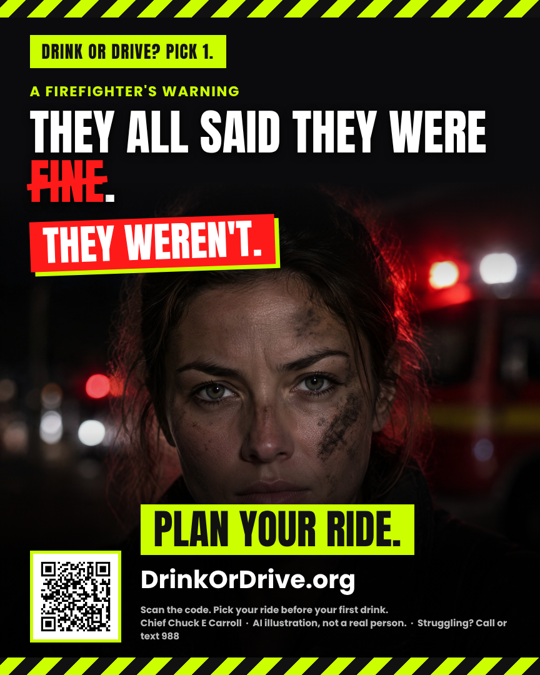 DRINK OR DRIVE? PICK 1.
A FIREFIGHTER'S WARNING
THEY ALL SAID THEY WERE
FINE.
THEY WEREN'T.
PLAN YOUR RIDE.
DrinkOrDrive.org
Scan the code. Pick your ride before your first drink.
Chief Chuck E Carroll · AI illustration, not a real person. · Struggling? Call or
text 988